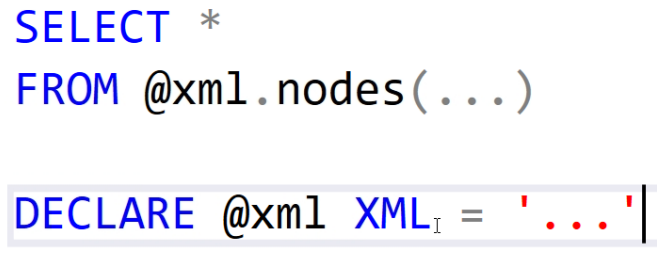 SELECT *
FROM @xml.nodes(...)
DECLARE @xml XML = '...'